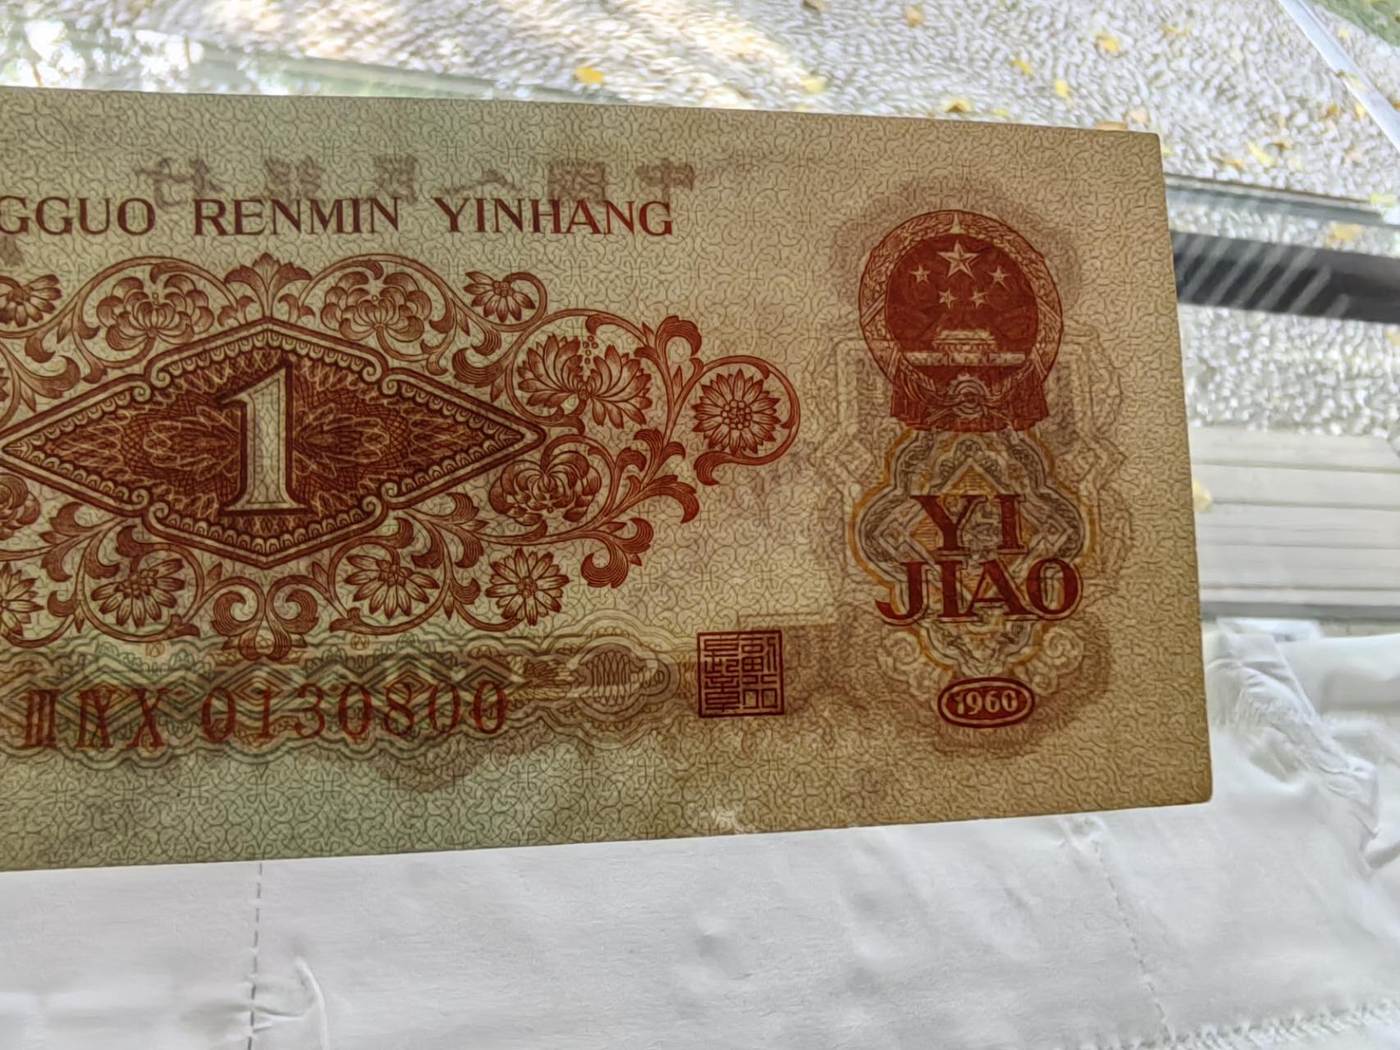 GGUO RENMIN YINHANG
1
YI
JIAO
III IX X 0130800
1960